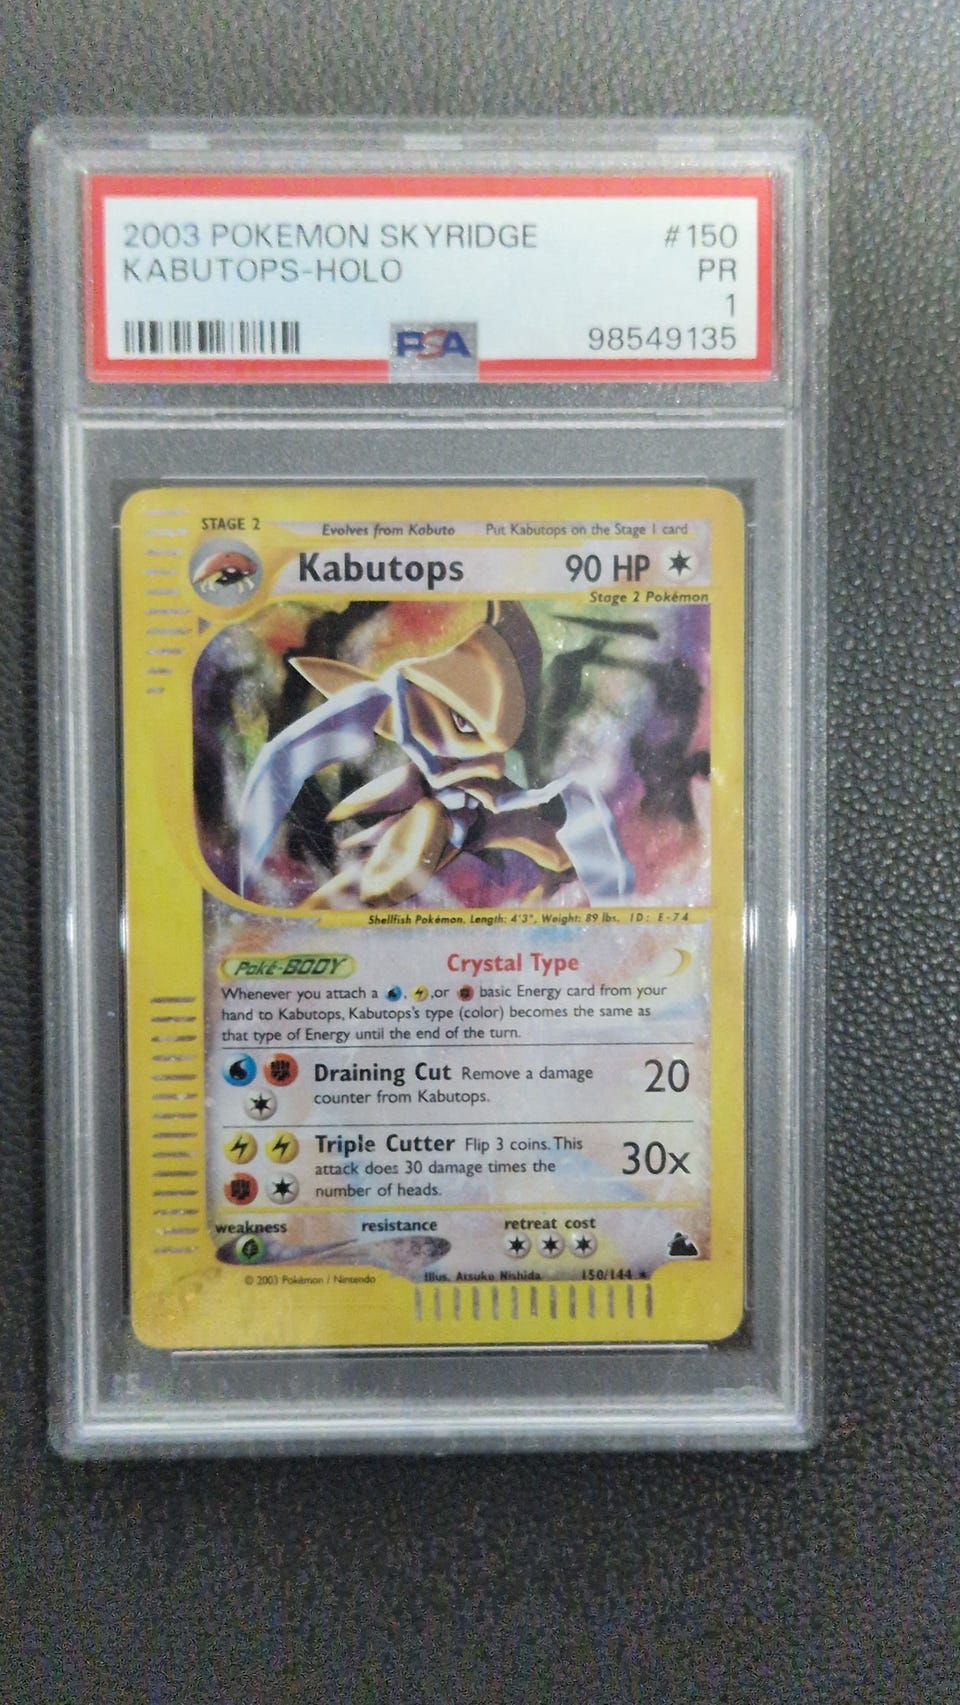 2003 POKEMON SKYRIDGE #150
KABUTOPS-HOLO PR
1
PSA 98549135
STAGE 2 Evolves from Kabuto Put Kabutops on the Stage 1 card
Kabutops 90 HP
Stage 2 Pokémon
Shellfish Pokémon. Length: 4'3", Weight: 89 lbs. ID: E-74
Poké-BODY Crystal Type
Whenever you attach a , ,or basic Energy card from your
hand to Kabutops, Kabutops's type (color) becomes the same as
that type of Energy until the end of the turn.
Draining Cut Remove a damage 20
counter from Kabutops.
Triple Cutter Flip 3 coins. This
attack does 30 damage times the 30x
number of heads.
weakness resistance retreat cost
© 2003 Pokémon / Nintendo Illus. Atsuko Nishida 150/144 ★